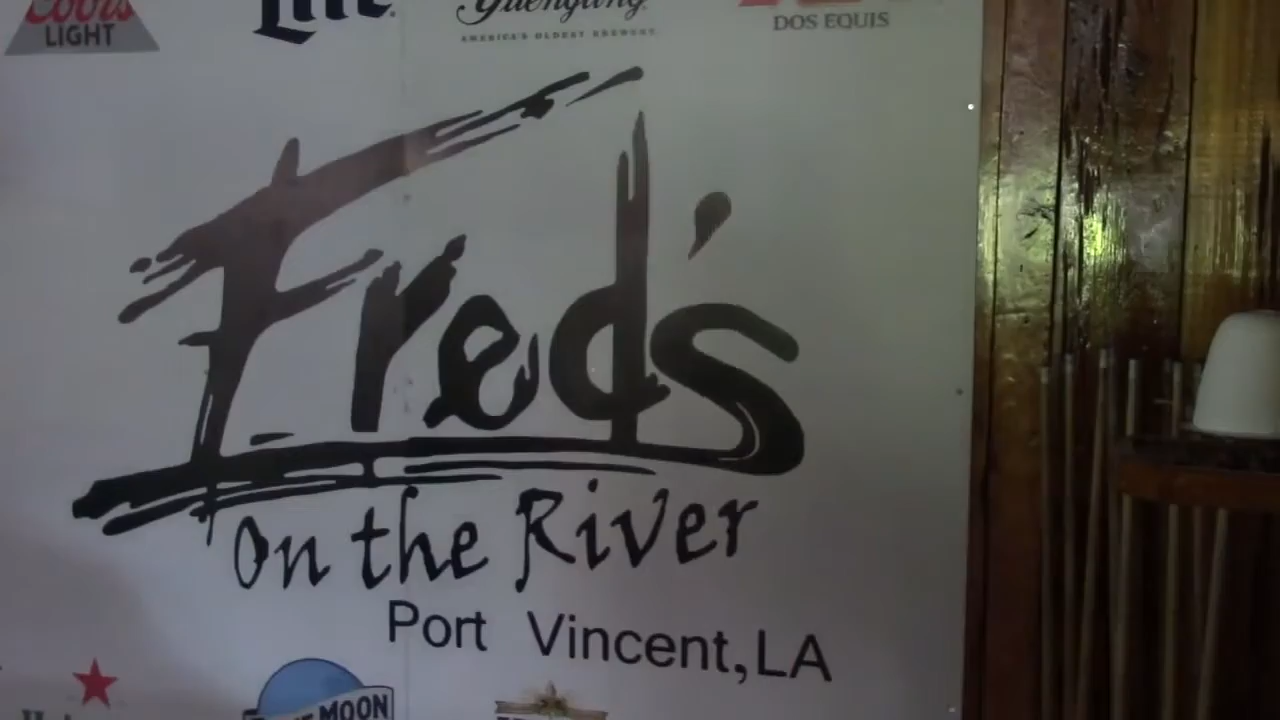 Coors
LIGHT
Lite
Yuengling
AMERICA'S OLDEST BREWERY
DOS EQUIS
Fred's
On the River
Port Vincent, LA
MOON